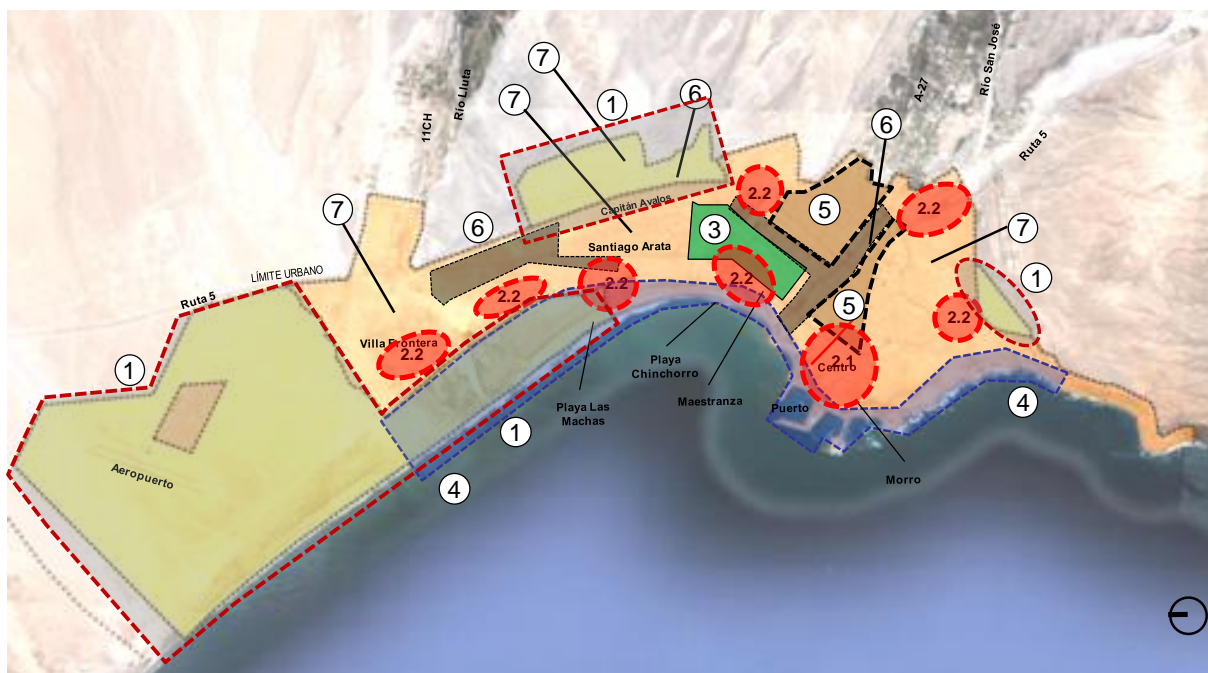 7
6
7
1
6
11CH
Río Lluta
A-27
Río San José
Ruta 5
6
7
2.2
5
2.2
Capitán Avalos
6
3
Santiago Arata
7
LÍMITE URBANO
Ruta 5
2.2
2.2
2.2
1
5
2.2
Villa Frontera
2.2
2.1
Centro
1
Playa
Chinchorro
Maestranza
Playa Las
Machas
Puerto
4
1
Aeropuerto
4
Morro